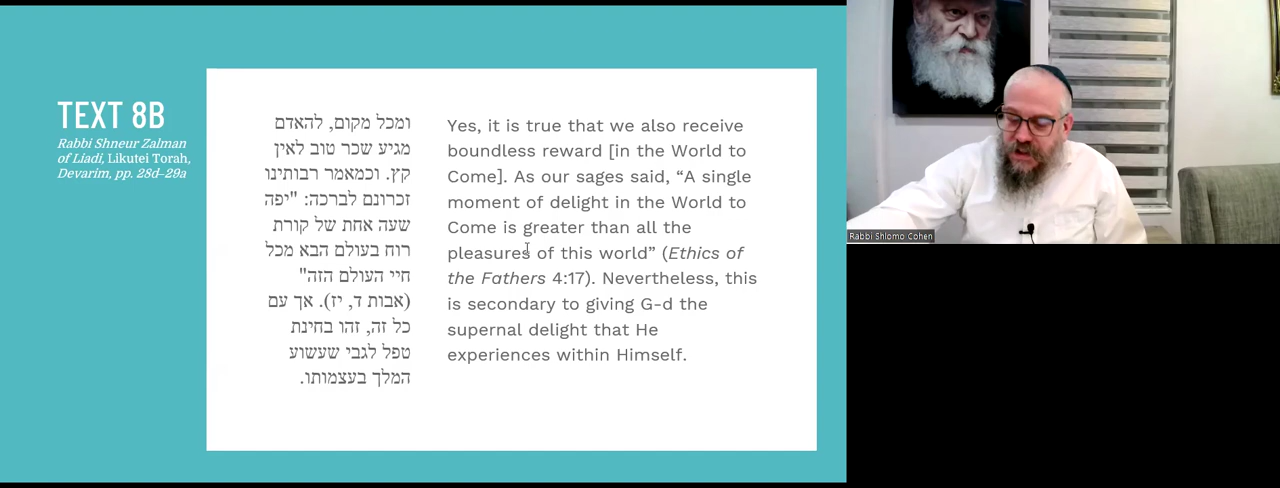 TEXT 8B
Rabbi Shneur Zalman
of Liadi, Likutei Torah,
Devarim, pp. 28d–29a
ומכל מקום, להאדם
מגיע שכר טוב לאין
קץ. וכמאמר רבותינו
זכרונם לברכה: "יפה
שעה אחת של קורת
רוח בעולם הבא מכל
חיי העולם הזה"
(אבות ד, יז). אך עם
כל זה, זהו בחינת
טפל לגבי שעשוע
המלך בעצמותו.
Yes, it is true that we also receive
boundless reward [in the World to
Come]. As our sages said, “A single
moment of delight in the World to
Come is greater than all the
pleasures of this world” (Ethics of
the Fathers 4:17). Nevertheless, this
is secondary to giving G-d the
supernal delight that He
experiences within Himself.
Rabbi Shlomo Cohen